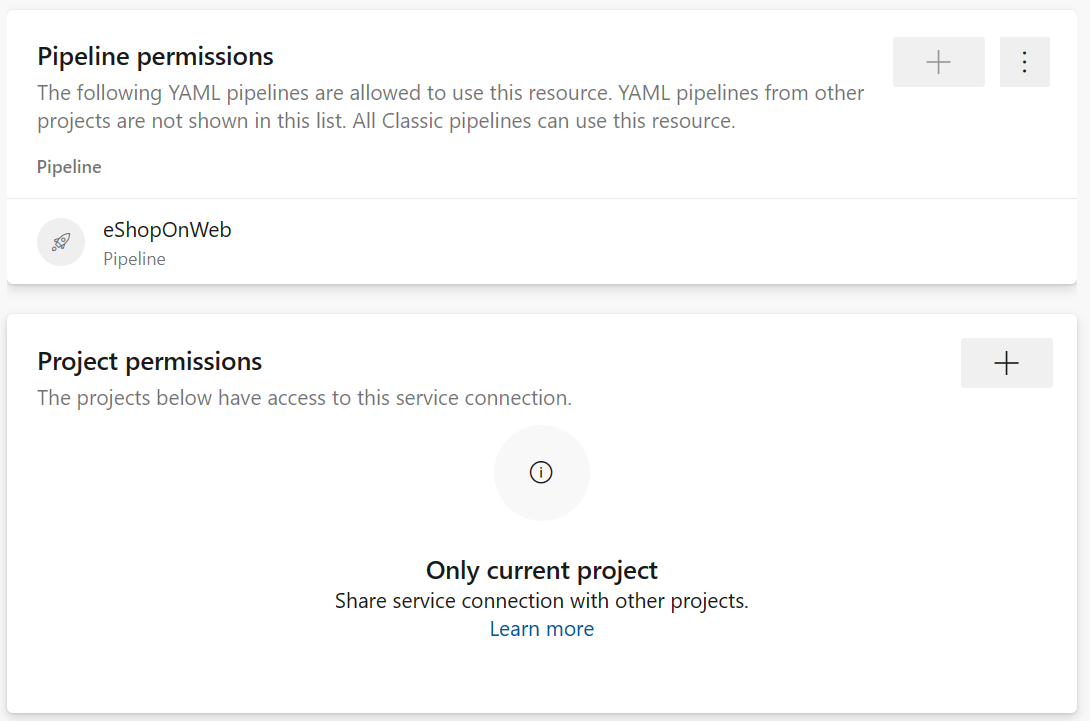 Pipeline permissions
The following YAML pipelines are allowed to use this resource. YAML pipelines from other
projects are not shown in this list. All Classic pipelines can use this resource.
Pipeline
eShopOnWeb
Pipeline
Project permissions
The projects below have access to this service connection.
Only current project
Share service connection with other projects.
Learn more